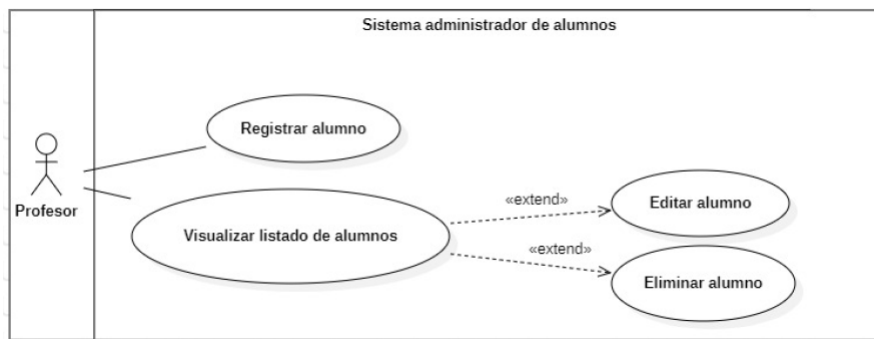 Sistema administrador de alumnos
Registrar alumno
Profesor
Visualizar listado de alumnos
«extend»
Editar alumno
«extend»
Eliminar alumno